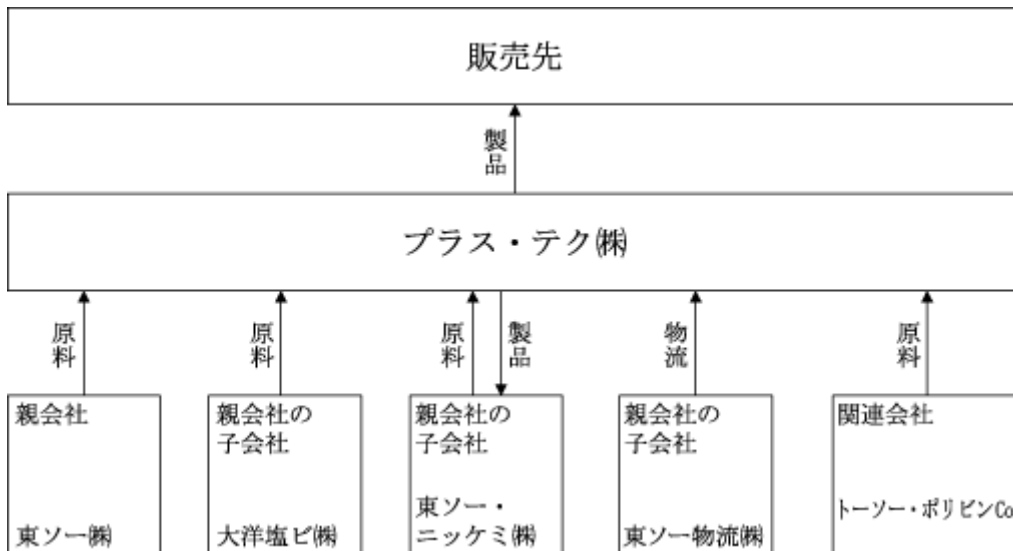 販売先
製品
プラス・テク㈱
原料
原料
原料
製品
物流
原料
親会社
東ソー㈱
親会社の
子会社
大洋塩ビ㈱
親会社の
子会社
東ソー・
ニッケミ㈱
親会社の
子会社
東ソー物流㈱
関連会社
トーソー・ポリビンCo